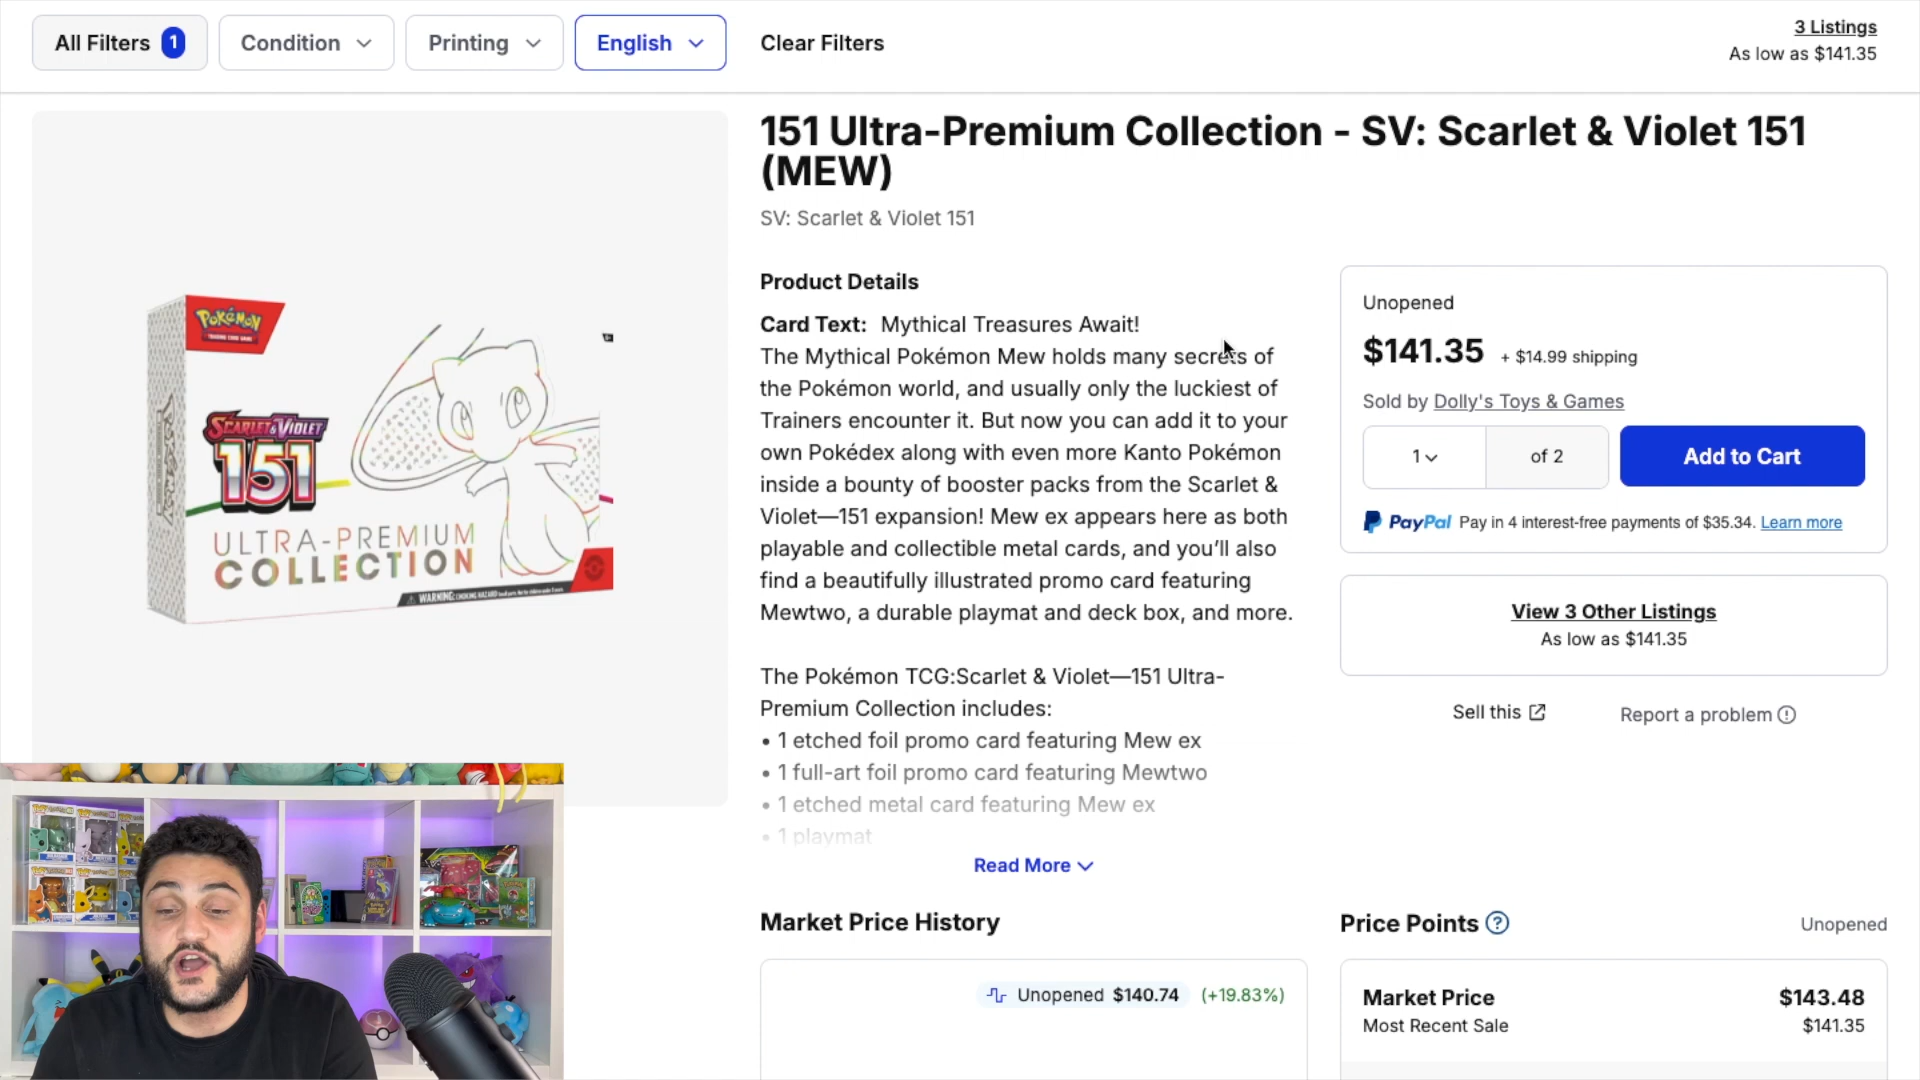 All Filters 1
Condition
Printing
English
Clear Filters
3 Listings
As low as $141.35
151 Ultra-Premium Collection - SV: Scarlet & Violet 151
(MEW)
SV: Scarlet & Violet 151
Product Details
Card Text: Mythical Treasures Await!
The Mythical Pokémon Mew holds many secrets of
the Pokémon world, and usually only the luckiest of
Trainers encounter it. But now you can add it to your
own Pokédex along with even more Kanto Pokémon
inside a bounty of booster packs from the Scarlet &
Violet—151 expansion! Mew ex appears here as both
playable and collectible metal cards, and you’ll also
find a beautifully illustrated promo card featuring
Mewtwo, a durable playmat and deck box, and more.
The Pokémon TCG:Scarlet & Violet—151 Ultra-
Premium Collection includes:
• 1 etched foil promo card featuring Mew ex
• 1 full-art foil promo card featuring Mewtwo
• 1 etched metal card featuring Mew ex
• 1 playmat
Read More
Unopened
$141.35 + $14.99 shipping
Sold by Dolly's Toys & Games
1 of 2
Add to Cart
PayPal Pay in 4 interest-free payments of $35.34. Learn more
View 3 Other Listings
As low as $141.35
Sell this
Report a problem
POKÉMON
SCARLET & VIOLET
151
ULTRA-PREMIUM
COLLECTION
WARNING:
Market Price History
Unopened $140.74 (+19.83%)
Price Points ? Unopened
Market Price $143.48
Most Recent Sale $141.35